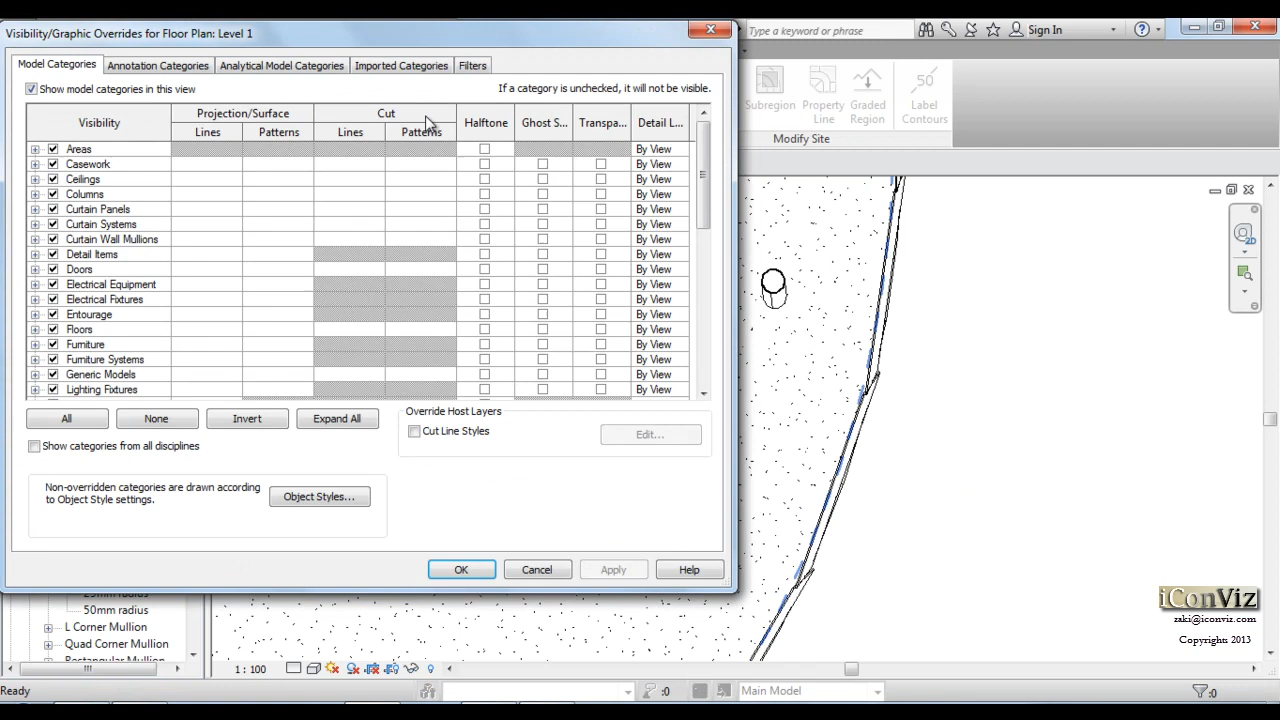 Visibility/Graphic Overrides for Floor Plan: Level 1
Type a keyword or phrase
Sign In
Model Categories
Annotation Categories
Analytical Model Categories
Imported Categories
Filters
Show model categories in this view
If a category is unchecked, it will not be visible.
Visibility
Projection/Surface
Cut
Halftone
Ghost S...
Transpa...
Detail L...
Lines
Patterns
Lines
Patterns
Areas By View
Casework By View
Ceilings By View
Columns By View
Curtain Panels By View
Curtain Systems By View
Curtain Wall Mullions By View
Detail Items By View
Doors By View
Electrical Equipment By View
Electrical Fixtures By View
Entourage By View
Floors By View
Furniture By View
Furniture Systems By View
Generic Models By View
Lighting Fixtures By View
All
None
Invert
Expand All
Override Host Layers
Cut Line Styles
Edit...
Show categories from all disciplines
Non-overridden categories are drawn according
to Object Style settings.
Object Styles...
OK
Cancel
Apply
Help
Subregion
Property
Line
Graded
Region
50
Label
Contours
Modify Site
2D
25mm radius
50mm radius
L Corner Mullion
Quad Corner Mullion
Rectangular Mullion
1 : 100
Ready
:0
Main Model
:0
iConViz
zaki@iconviz.com
Copyrights 2013